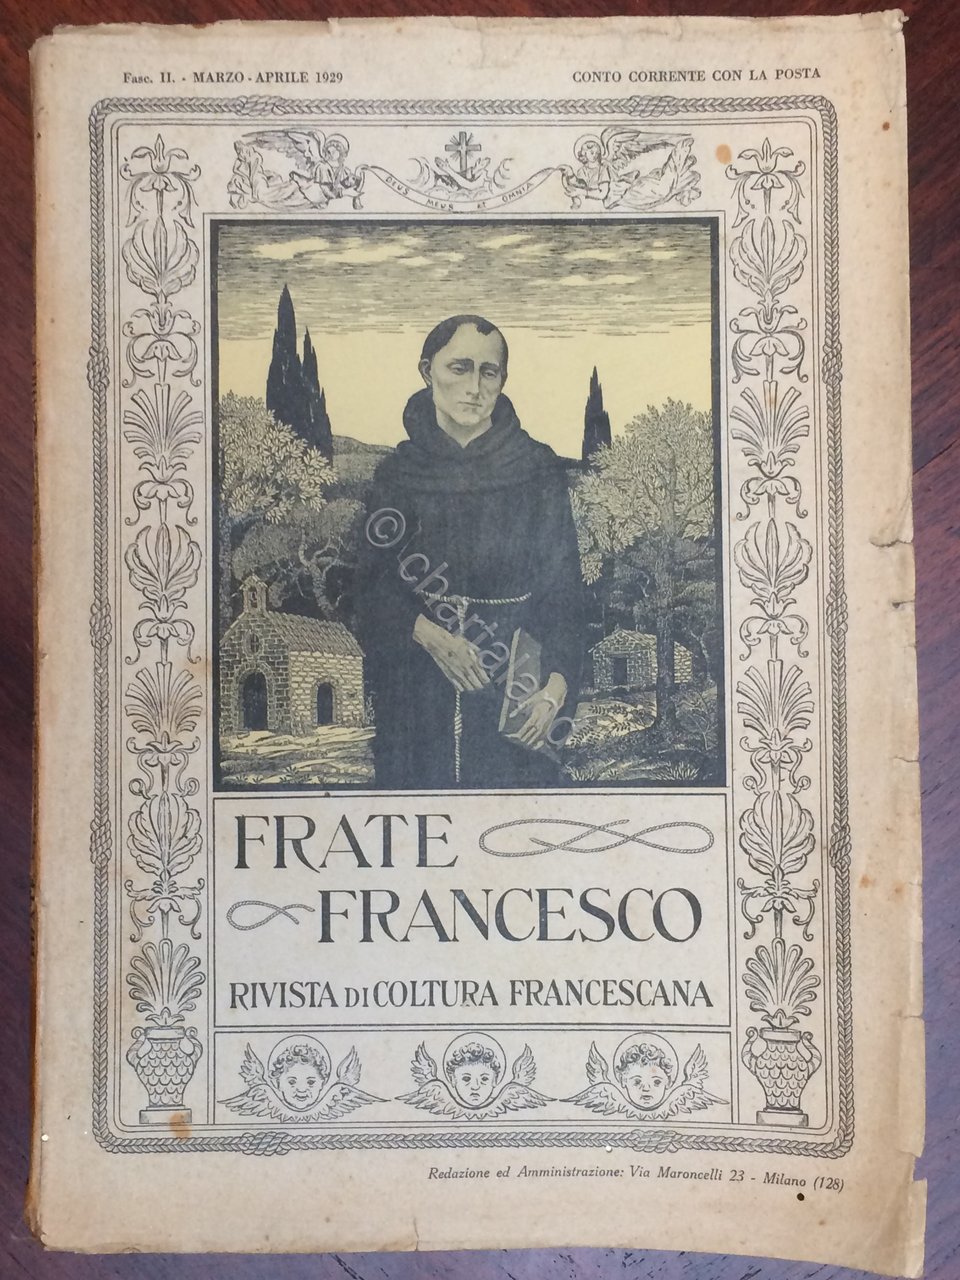 Fasc. II. - MARZO - APRILE 1929
CONTO CORRENTE CON LA POSTA
DEUS MEUS ET OMNIA
© chartaland
FRATE
FRANCESCO
RIVISTA DI COLTURA FRANCESCANA
Redazione ed Amministrazione: Via Maroncelli 23 - Milano (128)